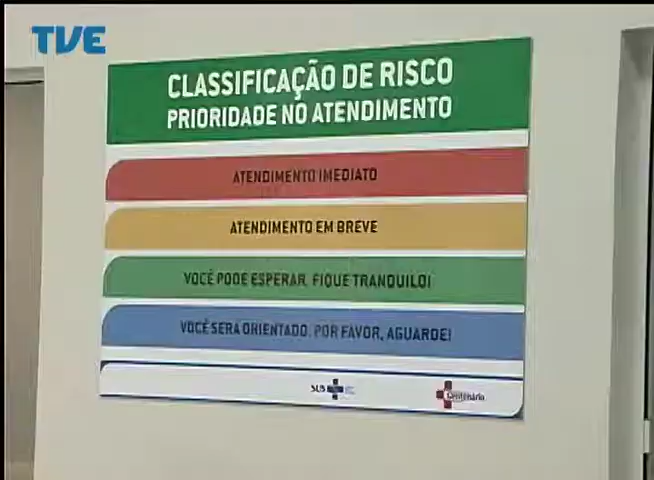 TVE
CLASSIFICAÇÃO DE RISCO
PRIORIDADE NO ATENDIMENTO
ATENDIMENTO IMEDIATO
ATENDIMENTO EM BREVE
VOCÊ PODE ESPERAR. FIQUE TRANQUILO!
VOCÊ SERÁ ORIENTADO. POR FAVOR, AGUARDE!
SUS
Centenário